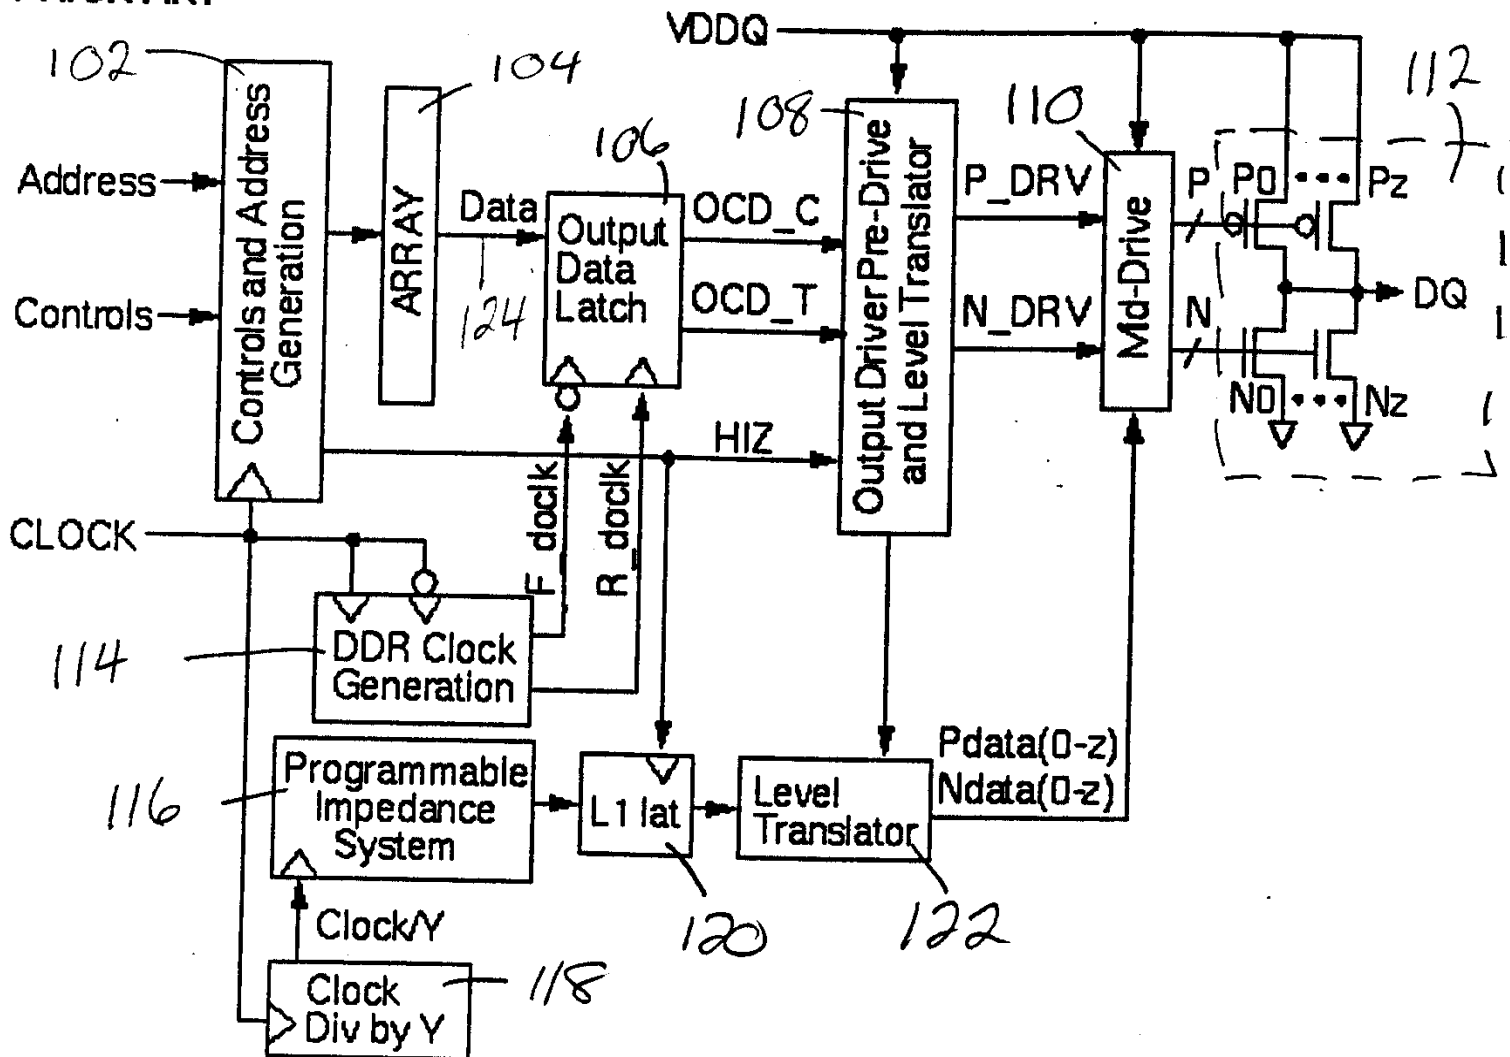 VDDQ
102
104
112
106
108
110
Controls and Address
Generation
ARRAY
Address
Data
Output
Data
Latch
OCD_C
Output Driver Pre-Drive
and Level Translator
P_DRV
Mid-Drive
P
P0 ••• Pz
Controls
124
OCD_T
N_DRV
N
DQ
N0 ••• Nz
HIZ
CLOCK
F_doclk
R_doclk
114
DDR Clock
Generation
116
Programmable
Impedance
System
L1 lat
Level
Translator
Pdata(0-z)
Ndata(0-z)
Clock/Y
120
122
Clock
Div by Y
118